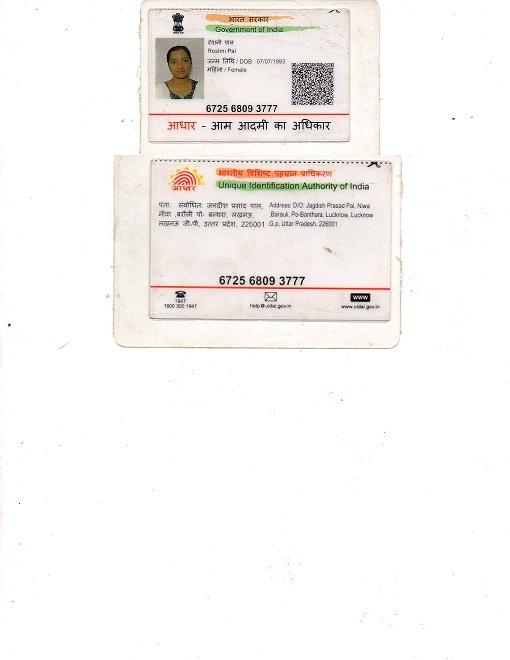 भारत सरकार
Government of India
रोशनी पाल
Roshni Pal
जन्म तिथि / DOB : 07/07/1993
महिला / Female
6725 6809 3777
आधार - आम आदमी का अधिकार
भारतीय विशिष्ट पहचान प्राधिकरण
Unique Identification Authority of India
आधार
पता: संबोधित: जगदीश प्रसाद पाल,
नीवा ,बरौली पो- बन्थरा, लखनऊ,
लखनऊ जी.पी, उत्तर प्रदेश, 226001
Address: D/O: Jagdish Prasad Pal, Niwa
,Barauli, Po-Banthara, Lucknow, Lucknow
G.p, Uttar Pradesh, 226001
6725 6809 3777
1947
1800 300 1947
help@uidai.gov.in
WWW
www.uidai.gov.in